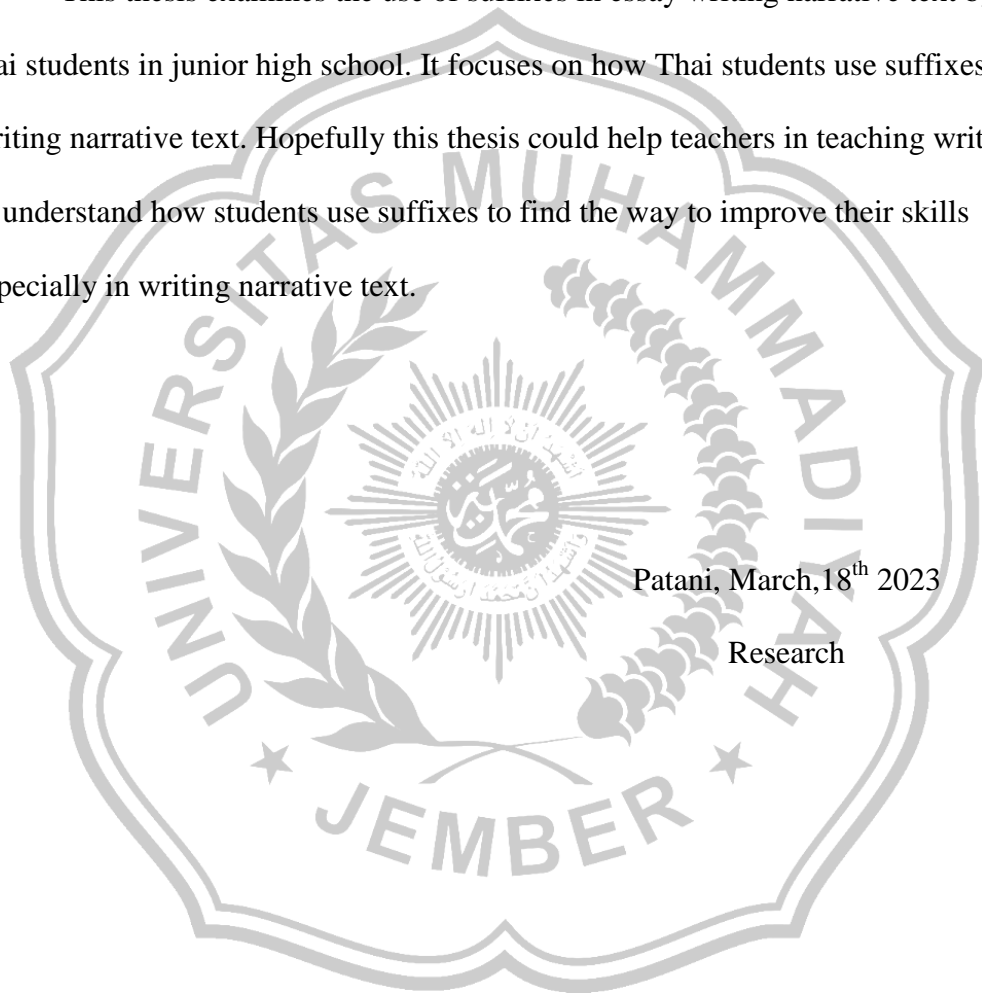 This thesis examines the use of suffixes in essay writing narrative text
ai students in junior high school. It focuses on how Thai students use suffixes
riting narrative text. Hopefully this thesis could help teachers in teaching writ
understand how students use suffixes to find the way to improve their skills
pecially in writing narrative text.
UNIVERSITAS MUHAMMADIYAH
Patani, March,18th 2023
Research
JEMBER